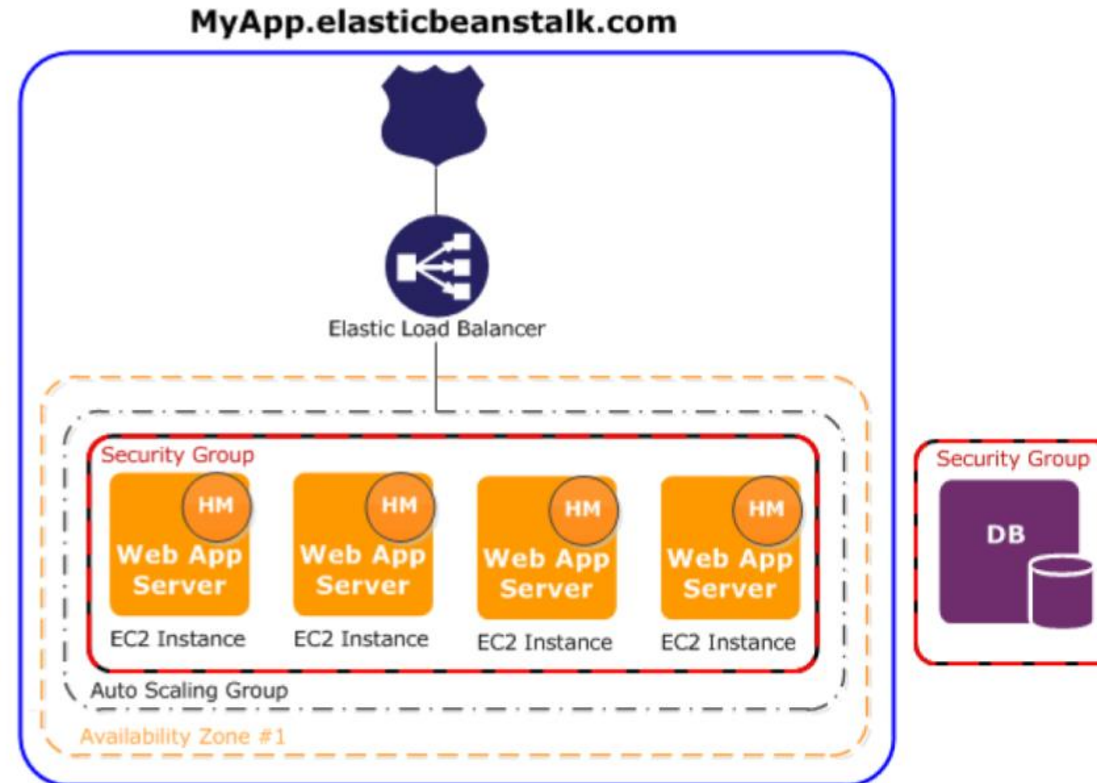 MyApp.elasticbeanstalk.com
Elastic Load Balancer
Security Group
HM
Web App
Server
EC2 Instance
HM
Web App
Server
EC2 Instance
HM
Web App
Server
EC2 Instance
HM
Web App
Server
EC2 Instance
Auto Scaling Group
Availability Zone #1
Security Group
DB